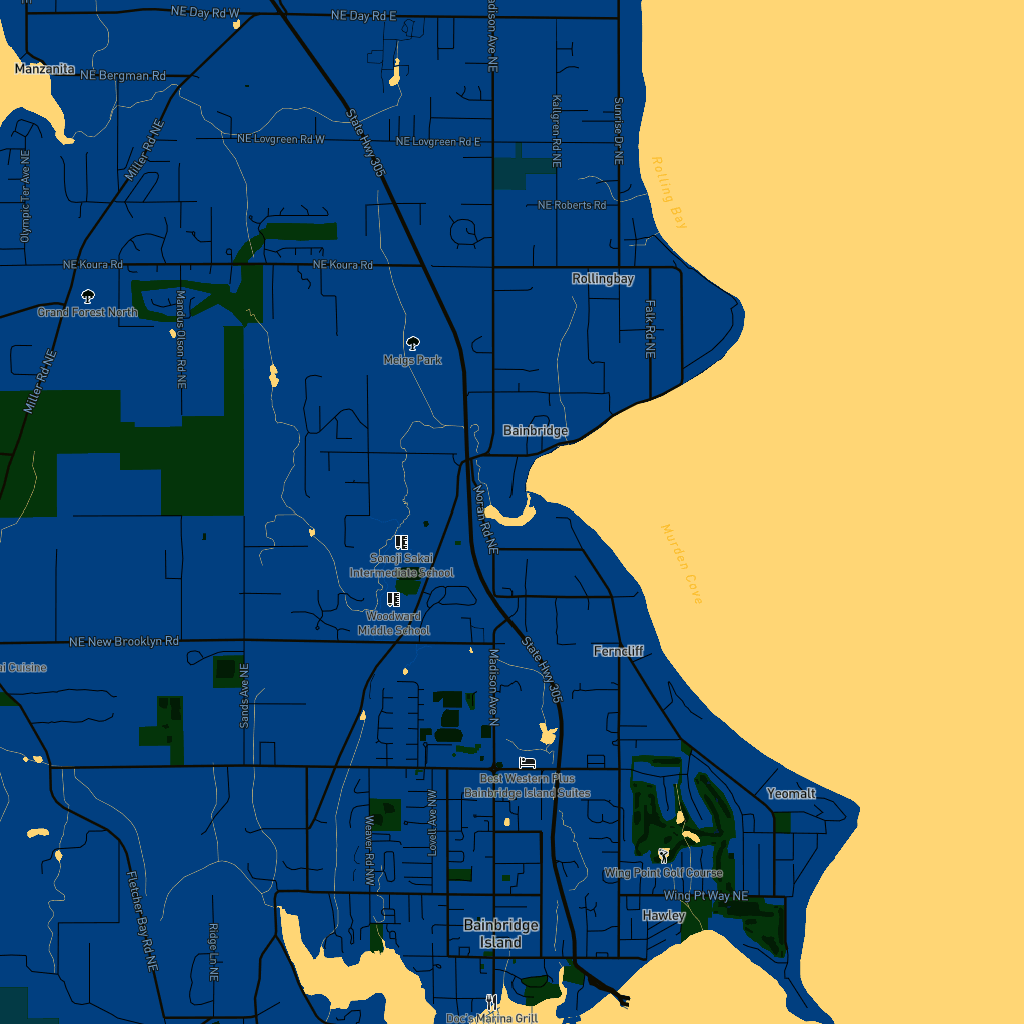 NE Day Rd W
NE Day Rd E
Madison Ave NE
Manzanita
NE Bergman Rd
Miller Rd NE
State Hwy 305
NE Lovgreen Rd W
NE Lovgreen Rd E
Kallgren Rd NE
Sunrise Dr NE
Olympic Ter Ave NE
Rolling Bay
NE Roberts Rd
NE Koura Rd
NE Koura Rd
Rollingbay
Grand Forest North
Mandus Olson Rd NE
Falk Rd NE
Meigs Park
Miller Rd NE
Bainbridge
Moran Rd NE
Murden Cove
Sonoji Sakai
Intermediate School
Woodward
Middle School
NE New Brooklyn Rd
Ferncliff
State Hwy 305
ai Cuisine
Sands Ave NE
Madison Ave N
Best Western Plus
Bainbridge Island Suites
Yeomalt
Weaver Rd NW
Lovell Ave NW
Wing Point Golf Course
Wing Pt Way NE
Fletcher Bay Rd NE
Hawley
Bainbridge
Island
Ridge Ln NE
Doc's Marina Grill